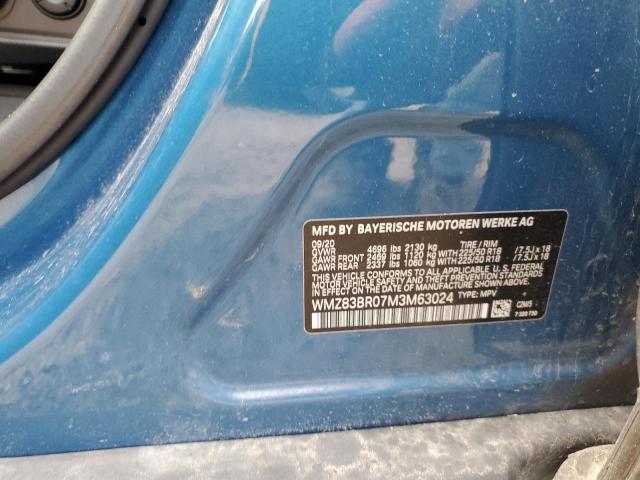 MFD BY BAYERISCHE MOTOREN WERKE AG
09/20
GVWR 4696 lbs 2130 kg TIRE / RIM
GAWR FRONT 2469 lbs 1120 kg WITH 225/50 R18 / 7.5J x 18
GAWR REAR 2337 lbs 1060 kg WITH 225/50 R18 / 7.5J x 18
THIS VEHICLE CONFORMS TO ALL APPLICABLE U.S. FEDERAL
MOTOR VEHICLE SAFETY, BUMPER, AND THEFT PREVENTION
STANDARDS IN EFFECT ON THE DATE OF MANUFACTURE SHOWN ABOVE.
WMZ83BR07M3M63024 TYPE: MPV